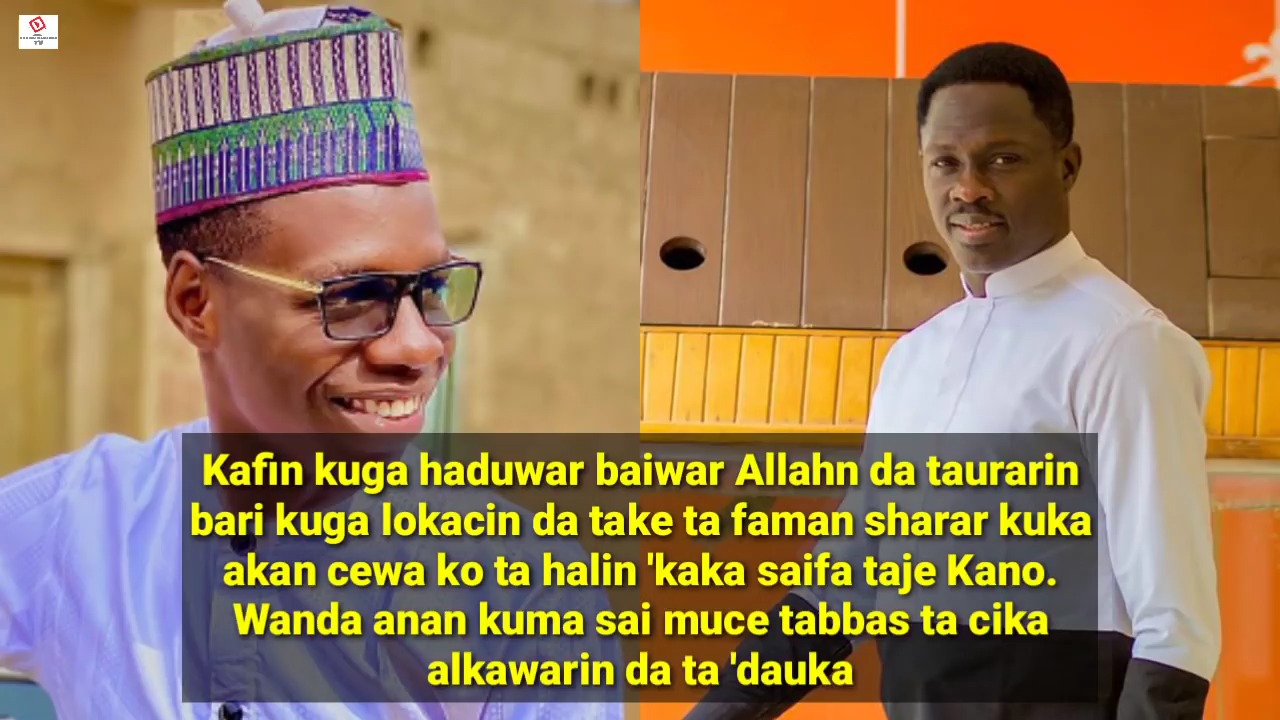 Kafin kuga haduwar baiwar Allahn da taurarin
bari kuga lokacin da take ta faman sharar kuka
akan cewa ko ta halin 'kaka saifa taje Kano.
Wanda anan kuma sai muce tabbas ta cika
alkawarin da ta 'dauka